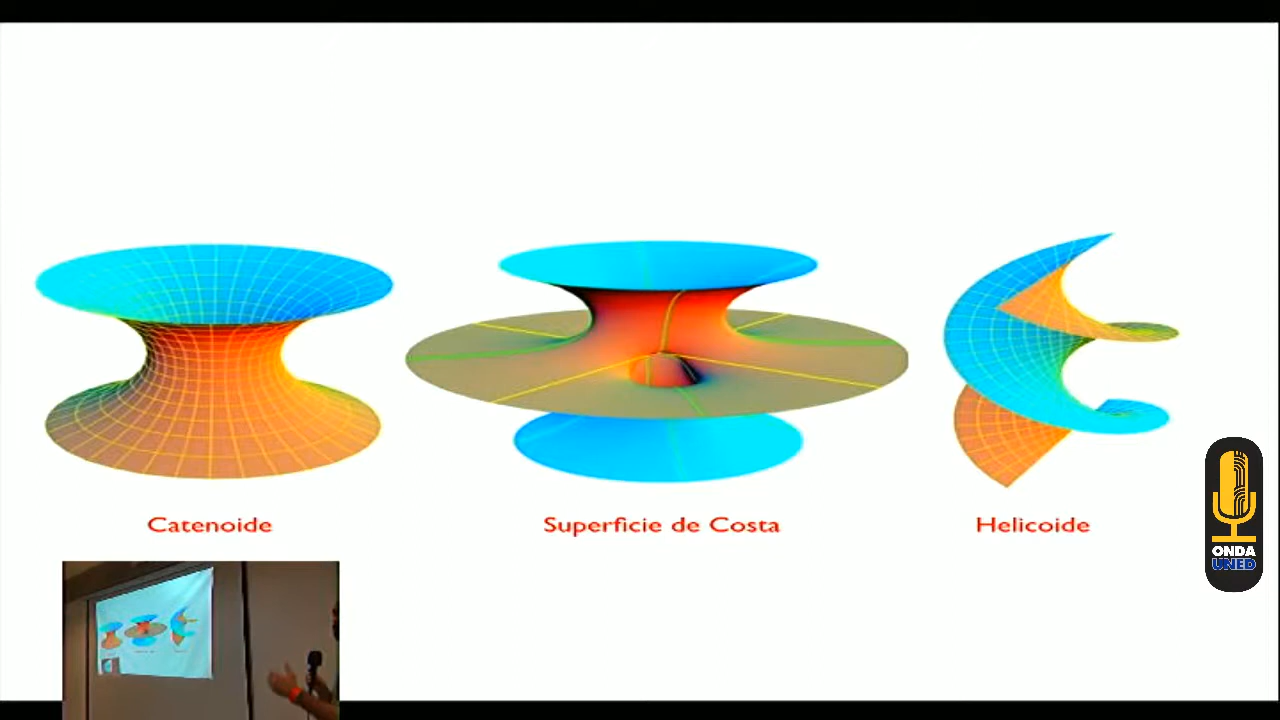 Catenoide
Superficie de Costa
Helicoide
ONDA
UNED